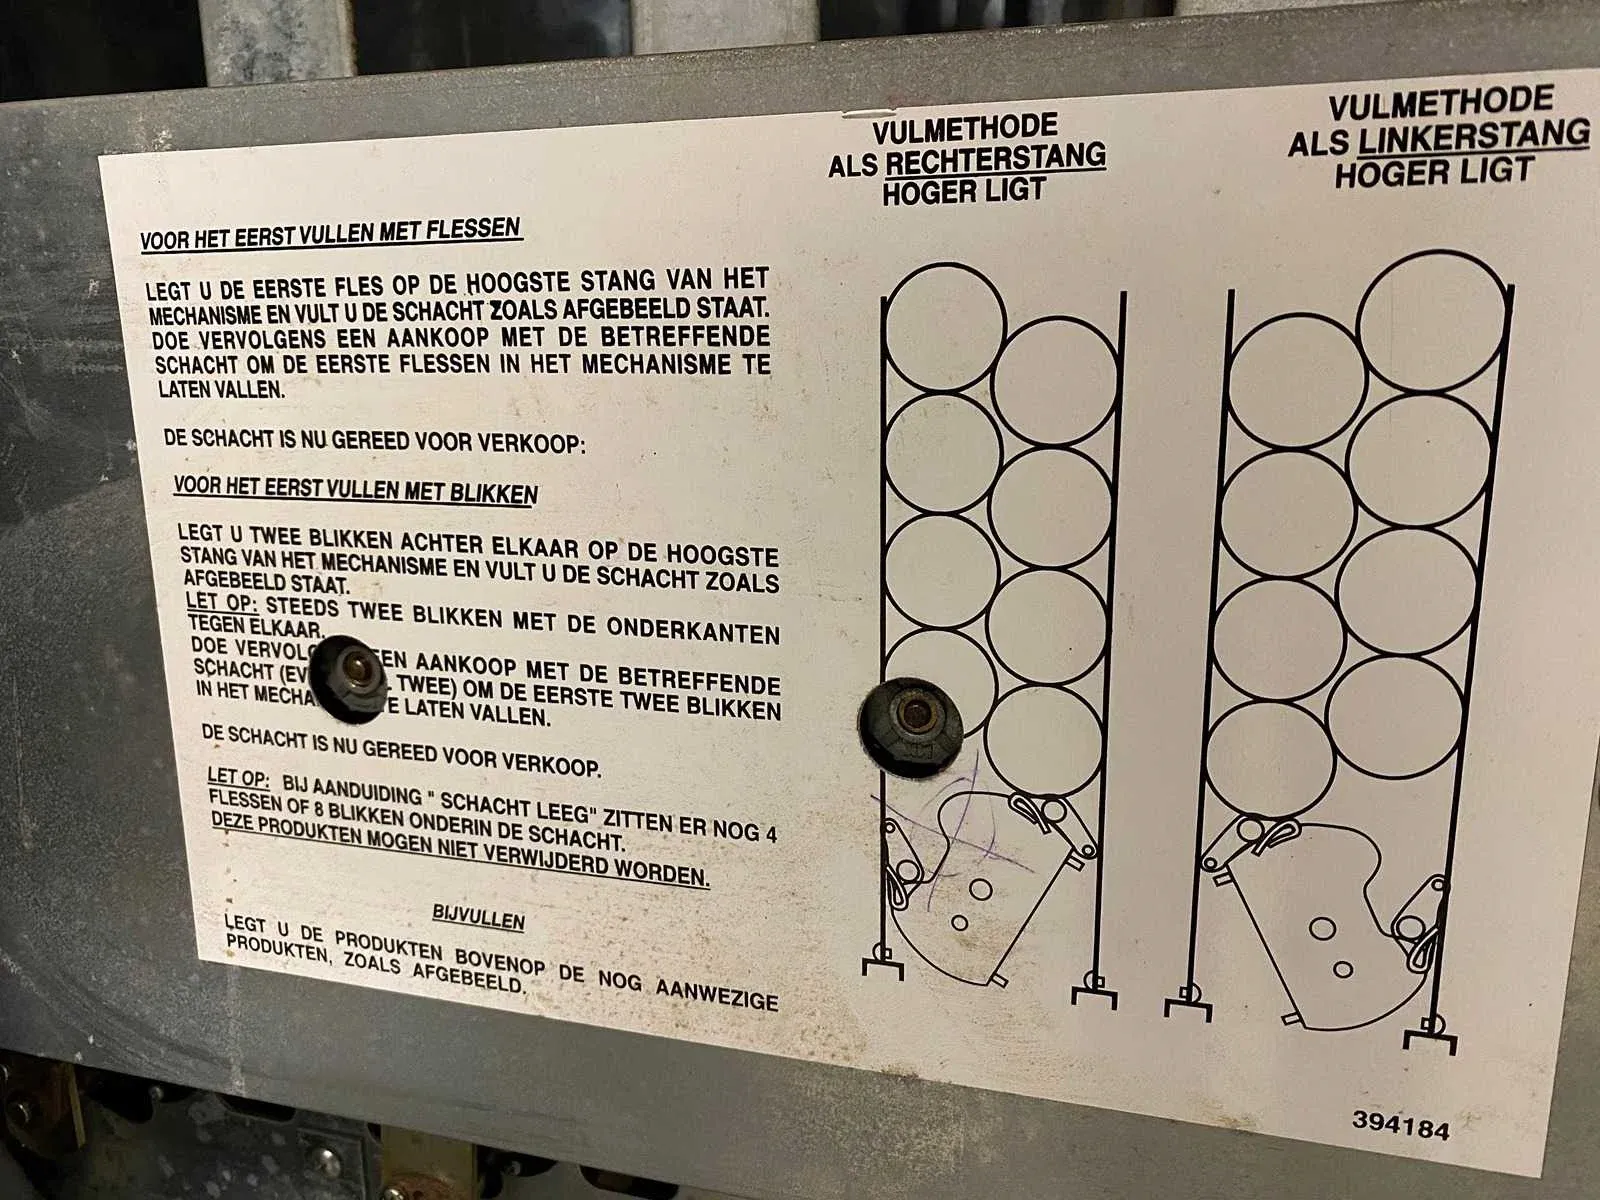 VOOR HET EERST VULLEN MET FLESSEN
LEGT U DE EERSTE FLES OP DE HOOGSTE STANG VAN HET
MECHANISME EN VULT U DE SCHACHT ZOALS AFGEBEELD STAAT.
DOE VERVOLGENS EEN AANKOOP MET DE BETREFFENDE
SCHACHT OM DE EERSTE FLESSEN IN HET MECHANISME TE
LATEN VALLEN.
DE SCHACHT IS NU GEREED VOOR VERKOOP:
VOOR HET EERST VULLEN MET BLIKKEN
LEGT U TWEE BLIKKEN ACHTER ELKAAR OP DE HOOGSTE
STANG VAN HET MECHANISME EN VULT U DE SCHACHT ZOALS
AFGEBEELD STAAT.
LET OP: STEEDS TWEE BLIKKEN MET DE ONDERKANTEN
TEGEN ELKAAR.
DOE EEN AANKOOP MET DE BETREFFENDE
SCHACHT TWEE) OM DE EERSTE TWEE BLIKKEN
IN HET LATEN VALLEN.
DE SCHACHT IS NU GEREED VOOR VERKOOP.
LET OP: BIJ AANDUIDING " SCHACHT LEEG" ZITTEN ER NOG 4
FLESSEN OF 8 BLIKKEN ONDERIN DE SCHACHT.
DEZE PRODUKTEN MOGEN NIET VERWIJDERD WORDEN.
BIJVULLEN
LEGT U DE PRODUKTEN BOVENOP DE NOG AANWEZIGE
PRODUKTEN, ZOALS AFGEBEELD.
VULMETHODE
ALS RECHTERSTANG
HOGER LIGT
VULMETHODE
ALS LINKERSTANG
HOGER LIGT
394184